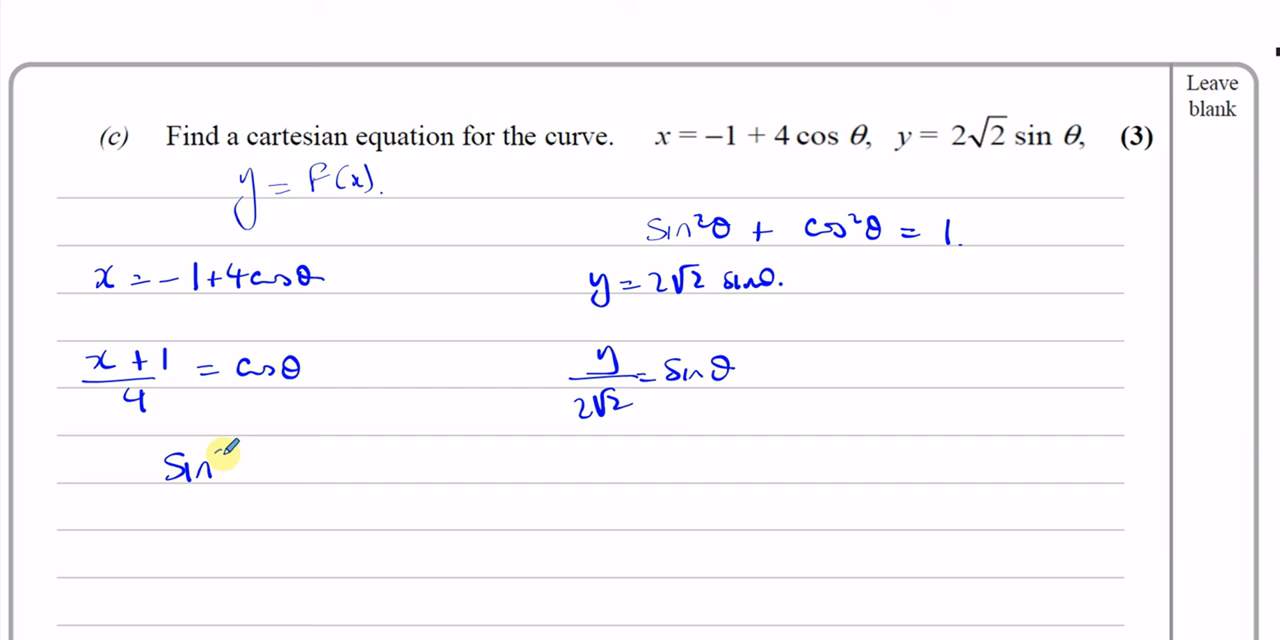 Leave
blank
(c) Find a cartesian equation for the curve. x = −1 + 4 cos θ, y = 2√2 sin θ, (3)
y = f(x).
sin²θ + cos²θ = 1.
x = −1+4cosθ y = 2√2 sinθ.
x+1/4 = cosθ y/2√2 = sinθ
sin